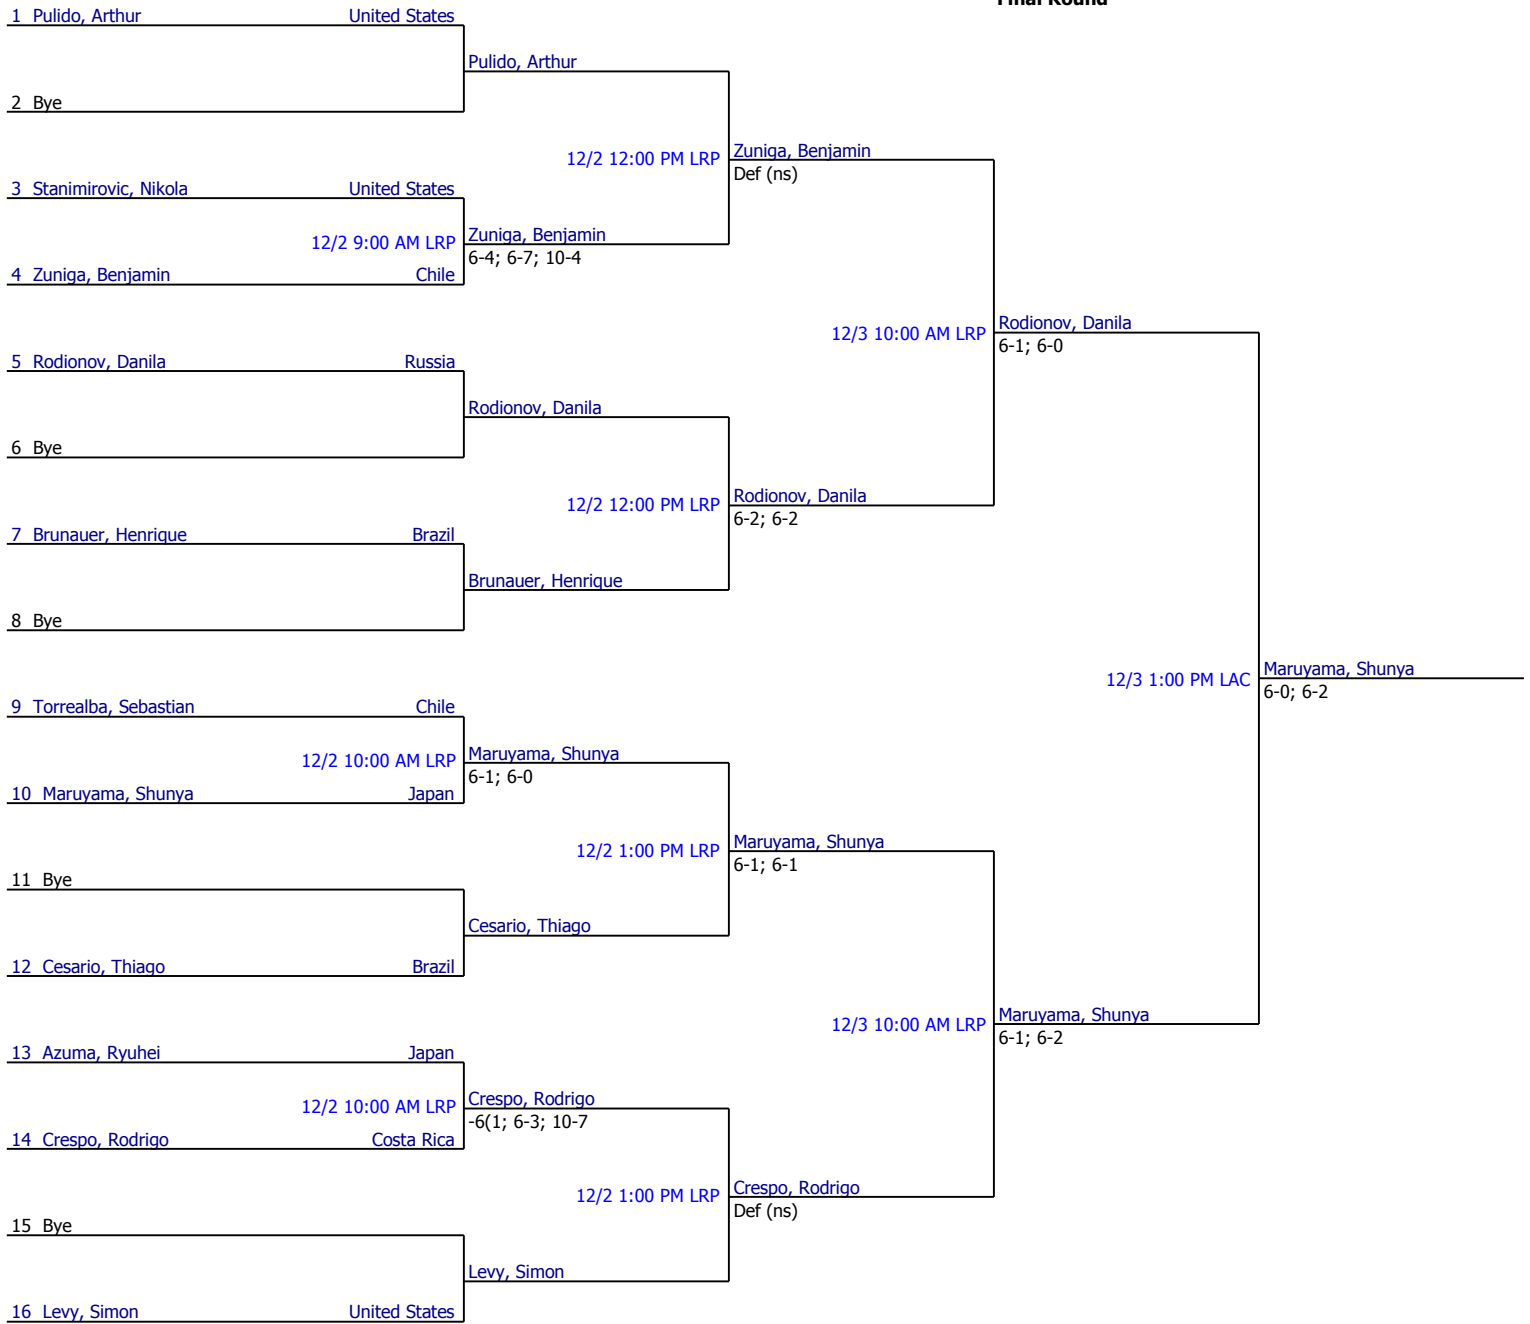 Final Round
1 Pulido, Arthur United States
Pulido, Arthur
2 Bye
12/2 12:00 PM LRP Zuniga, Benjamin
Def (ns)
3 Stanimirovic, Nikola United States
12/2 9:00 AM LRP Zuniga, Benjamin
6-4; 6-7; 10-4
4 Zuniga, Benjamin Chile
12/3 10:00 AM LRP Rodionov, Danila
6-1; 6-0
5 Rodionov, Danila Russia
Rodionov, Danila
6 Bye
12/2 12:00 PM LRP Rodionov, Danila
6-2; 6-2
7 Brunauer, Henrique Brazil
Brunauer, Henrique
8 Bye
12/3 1:00 PM LAC Maruyama, Shunya
6-0; 6-2
9 Torrealba, Sebastian Chile
12/2 10:00 AM LRP Maruyama, Shunya
6-1; 6-0
10 Maruyama, Shunya Japan
12/2 1:00 PM LRP Maruyama, Shunya
6-1; 6-1
11 Bye
Cesario, Thiago
12 Cesario, Thiago Brazil
12/3 10:00 AM LRP Maruyama, Shunya
6-1; 6-2
13 Azuma, Ryuhei Japan
12/2 10:00 AM LRP Crespo, Rodrigo
-6(1; 6-3; 10-7
14 Crespo, Rodrigo Costa Rica
12/2 1:00 PM LRP Crespo, Rodrigo
Def (ns)
15 Bye
Levy, Simon
16 Levy, Simon United States